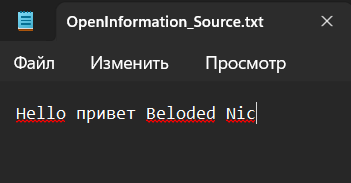 OpenInformation_Source.txt
Файл Изменить Просмотр
Hello привет Beloded Nic